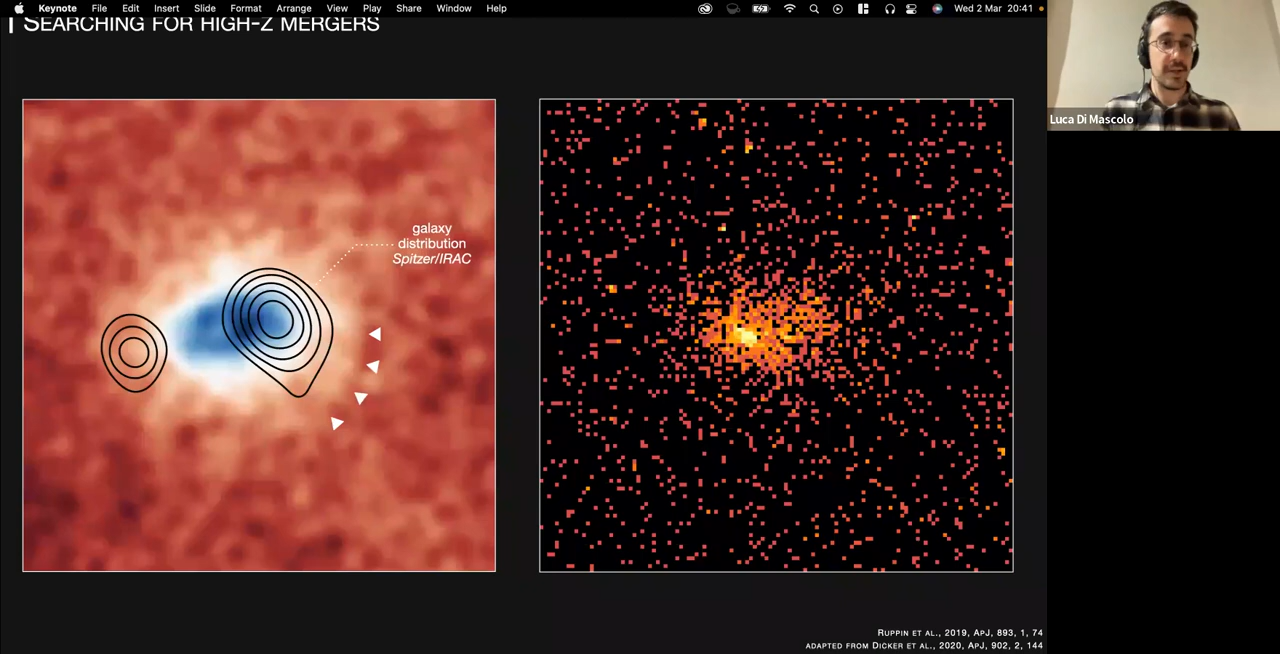 Keynote File Edit Insert Slide Format Arrange View Play Share Window Help Wed 2 Mar 20:41
| SEARCHING FOR HIGH-Z MERGERS
Luca Di Mascolo
galaxy
distribution
Spitzer/IRAC
RUPPIN ET AL., 2019, APJ, 893, 1, 74
ADAPTED FROM DICKER ET AL., 2020, APJ, 902, 2, 144